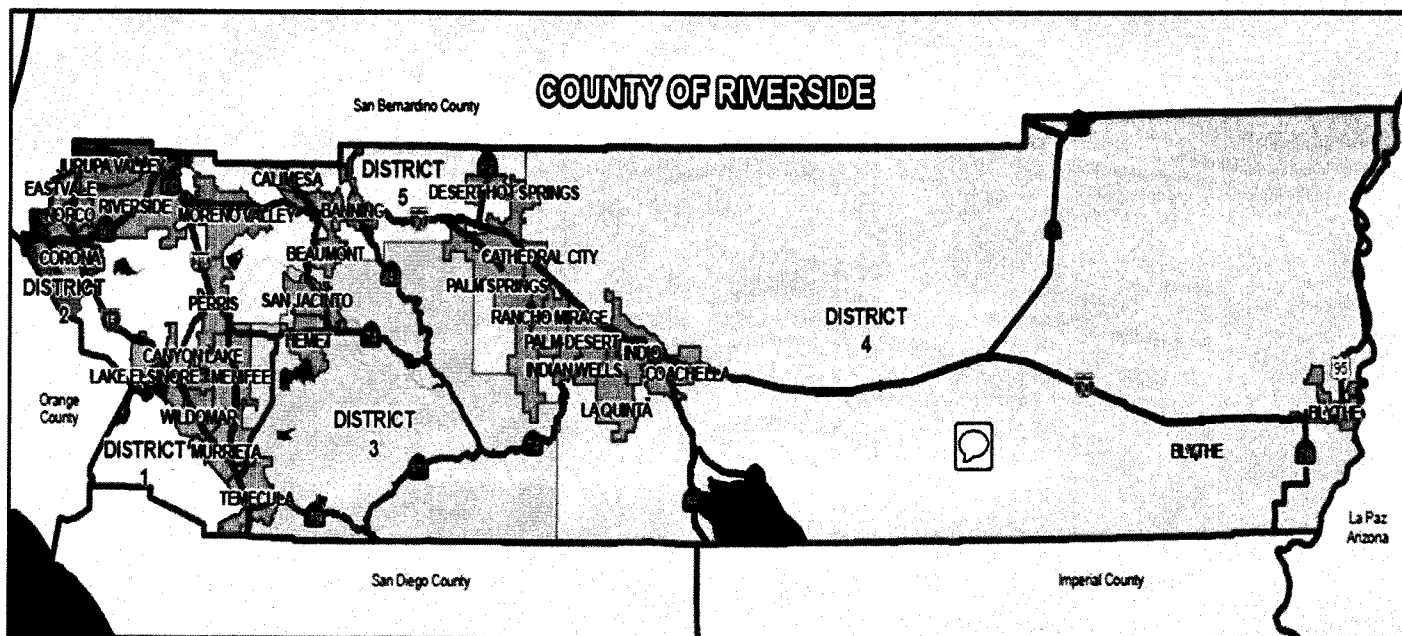 COUNTY OF RIVERSIDE
San Bernardino County
JURUPA VALLEY
EASTVALE
NORCO
RIVERSIDE
MORENO VALLEY
CALIMESA
BANNING
BEAUMONT
DISTRICT
5
DESERT HOT SPRINGS
CATHEDRAL CITY
PALM SPRINGS
CORONA
DISTRICT
2
PERRIS
SAN JACINTO
HEMET
RANCHO MIRAGE
PALM DESERT
INDIO
INDIAN WELLS
COACHELLA
LA QUINTA
DISTRICT
4
CANYON LAKE
LAKE ELSINORE
MENIFEE
WILDOMAR
MURRIETA
TEMECULA
Orange
County
DISTRICT
1
DISTRICT
3
95
BLYTHE
BLYTHE
La Paz
Arizona
San Diego County
Imperial County